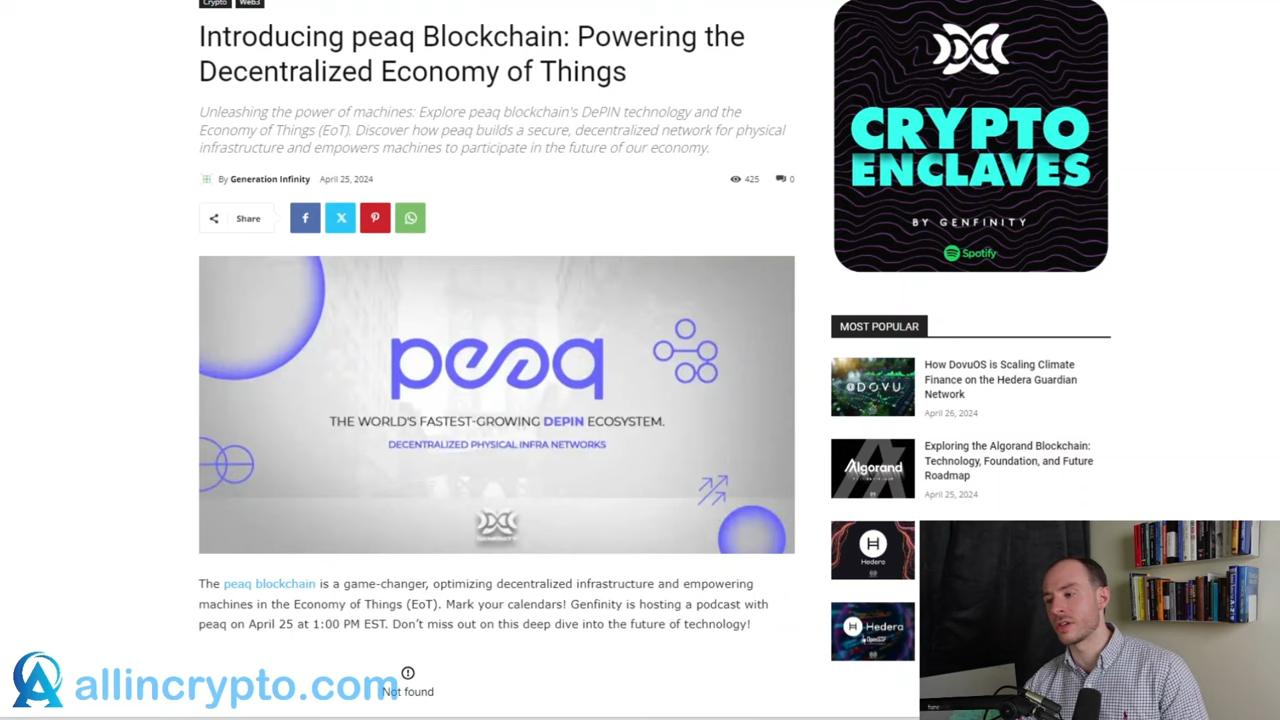 Crypto Web3
Introducing peaq Blockchain: Powering the
Decentralized Economy of Things
Unleashing the power of machines: Explore peaq blockchain's DePIN technology and the
Economy of Things (EoT). Discover how peaq builds a secure, decentralized network for physical
infrastructure and empowers machines to participate in the future of our economy.
By Generation Infinity April 25, 2024 425 0
Share
peaq
THE WORLD'S FASTEST-GROWING DEPIN ECOSYSTEM.
DECENTRALIZED PHYSICAL INFRA NETWORKS
GENFINITY
The peaq blockchain is a game-changer, optimizing decentralized infrastructure and empowering
machines in the Economy of Things (EoT). Mark your calendars! Genfinity is hosting a podcast with
peaq on April 25 at 1:00 PM EST. Don't miss out on this deep dive into the future of technology!
Not found
allincrypto.com
CRYPTO
ENCLAVES
BY GENFINITY
Spotify
MOST POPULAR
DOVU
How DovuOS is Scaling Climate
Finance on the Hedera Guardian
Network
April 26, 2024
Algorand
Exploring the Algorand Blockchain:
Technology, Foundation, and Future
Roadmap
April 25, 2024
Hedera
Hedera